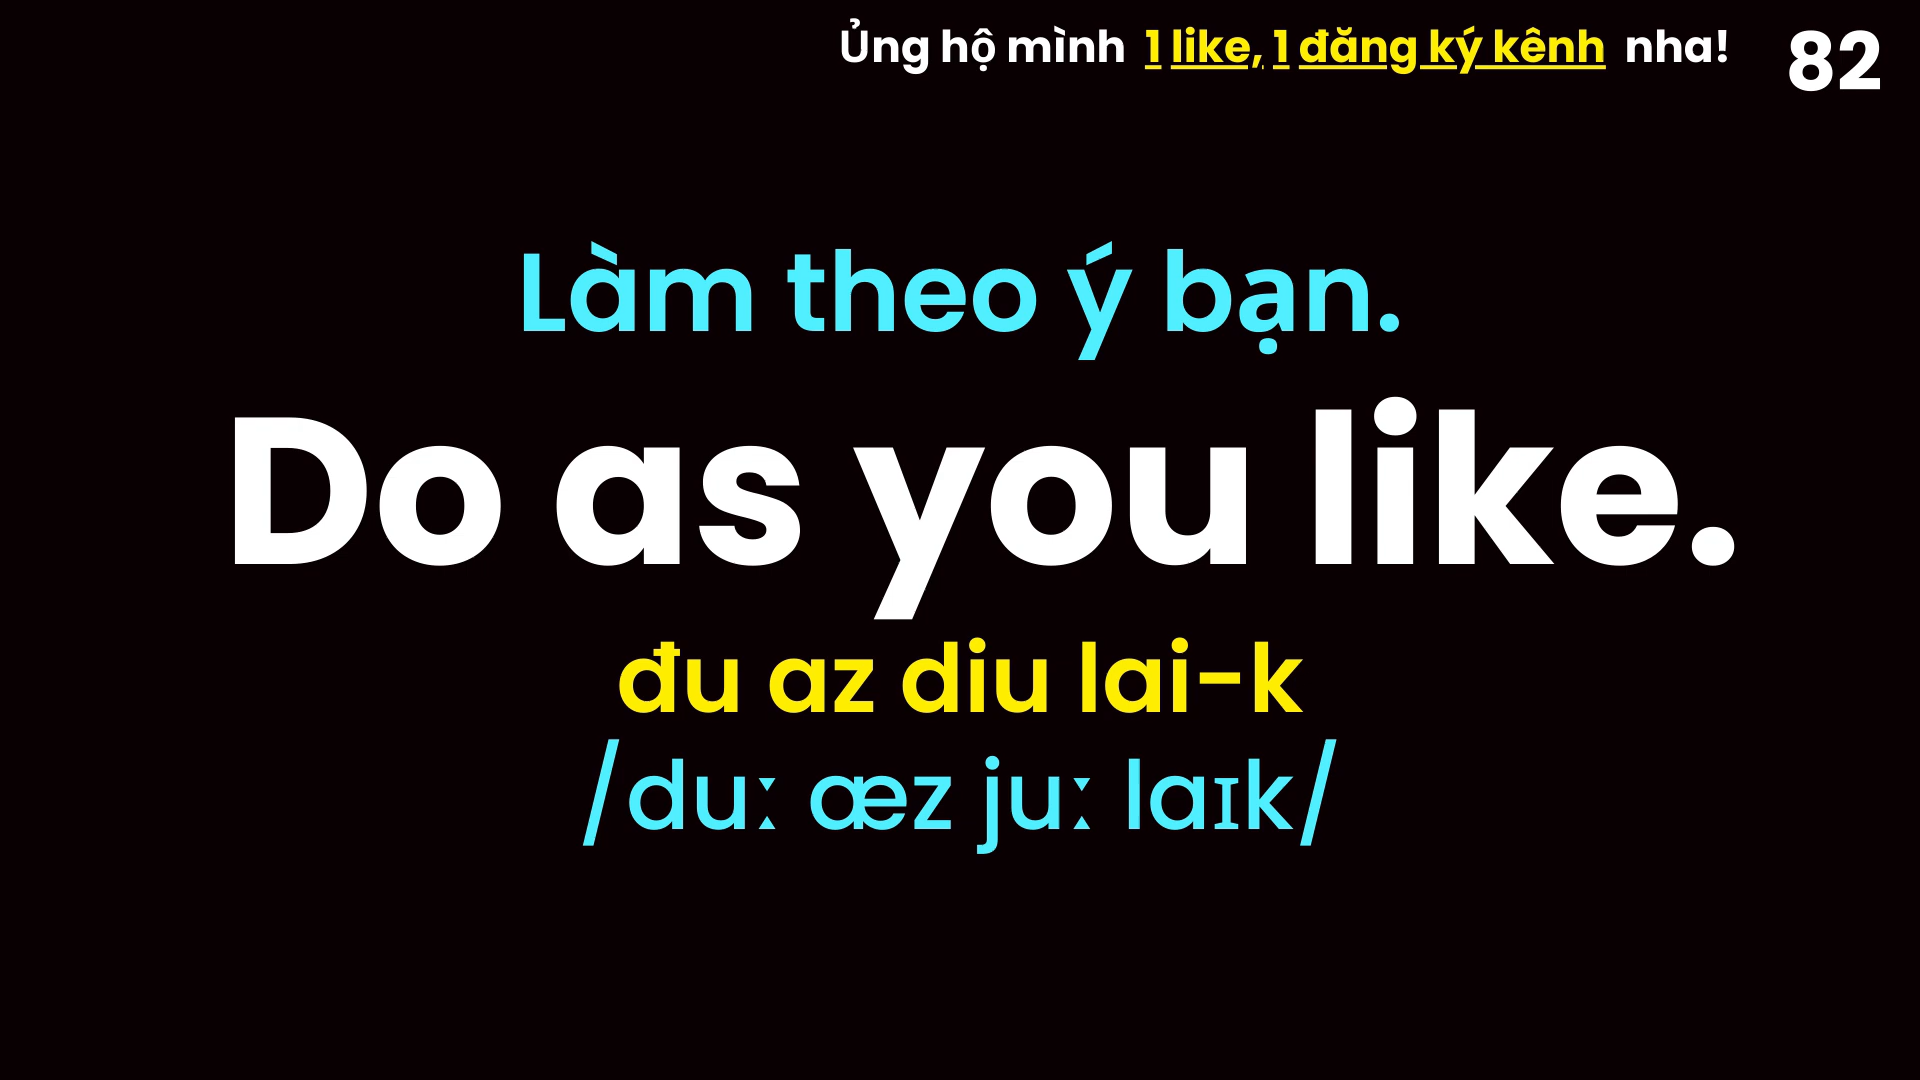 Ủng hộ mình 1 like, 1 đăng ký kênh nha! 82
Làm theo ý bạn.
Do as you like.
đu az diu lai-k
/duː æz juː laɪk/